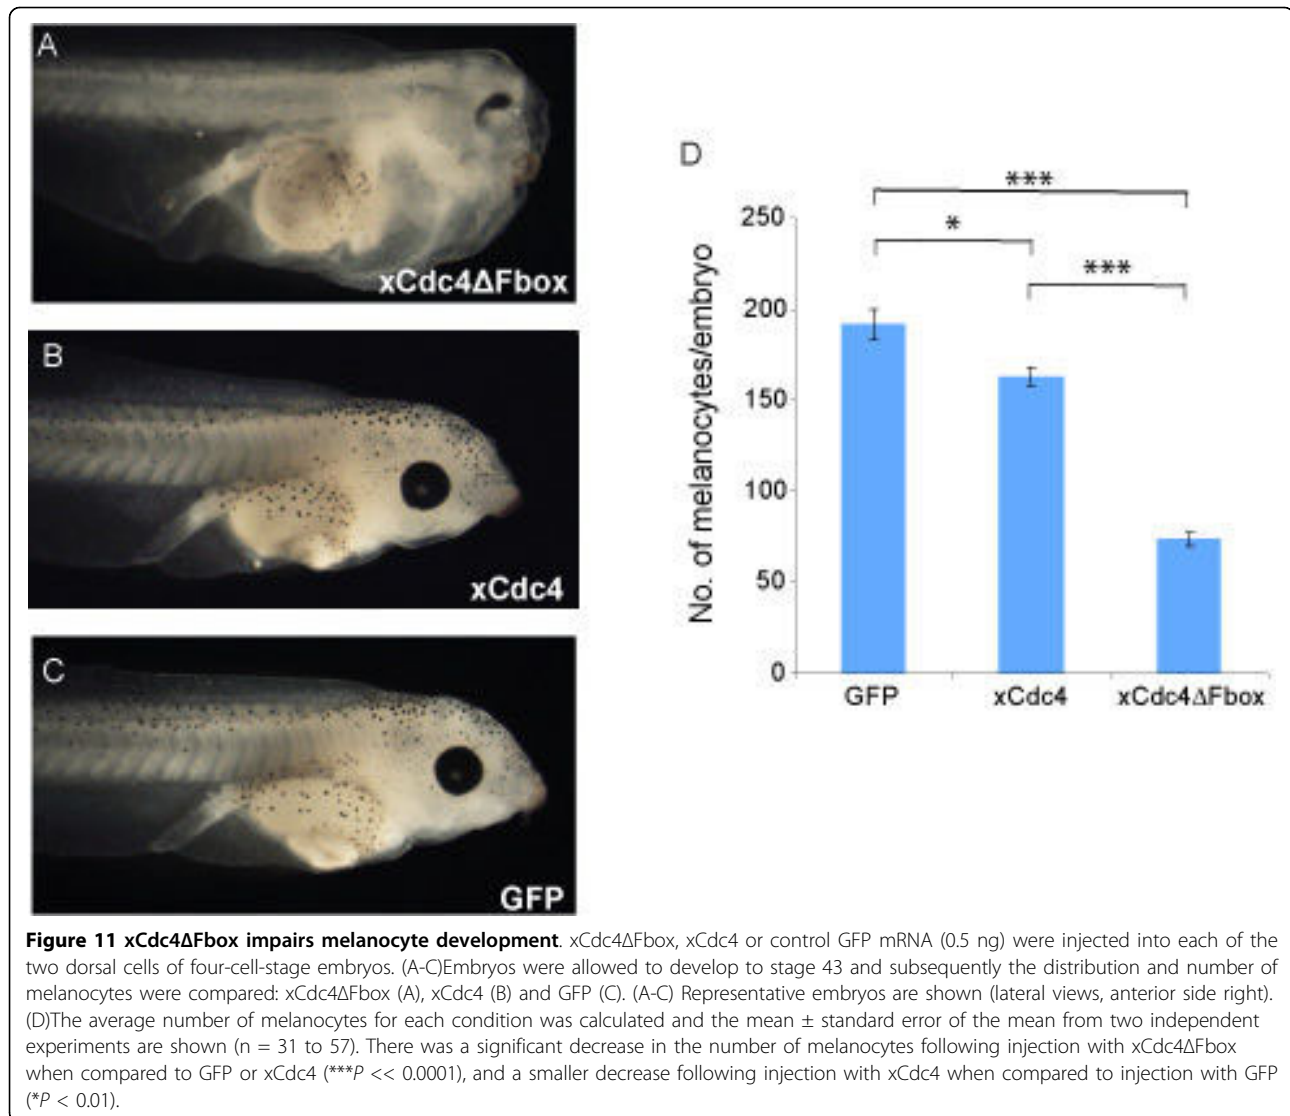 A
xCdc4ΔFbox
B
xCdc4
C
GFP
D
No. of melanocytes/embryo
250
200
150
100
50
0
***
*
***
GFP xCdc4 xCdc4ΔFbox
Figure 11 xCdc4ΔFbox impairs melanocyte development. xCdc4ΔFbox, xCdc4 or control GFP mRNA (0.5 ng) were injected into each of the
two dorsal cells of four-cell-stage embryos. (A-C)Embryos were allowed to develop to stage 43 and subsequently the distribution and number of
melanocytes were compared: xCdc4ΔFbox (A), xCdc4 (B) and GFP (C). (A-C) Representative embryos are shown (lateral views, anterior side right).
(D)The average number of melanocytes for each condition was calculated and the mean ± standard error of the mean from two independent
experiments are shown (n = 31 to 57). There was a significant decrease in the number of melanocytes following injection with xCdc4ΔFbox
when compared to GFP or xCdc4 (***P << 0.0001), and a smaller decrease following injection with xCdc4 when compared to injection with GFP
(*P < 0.01).